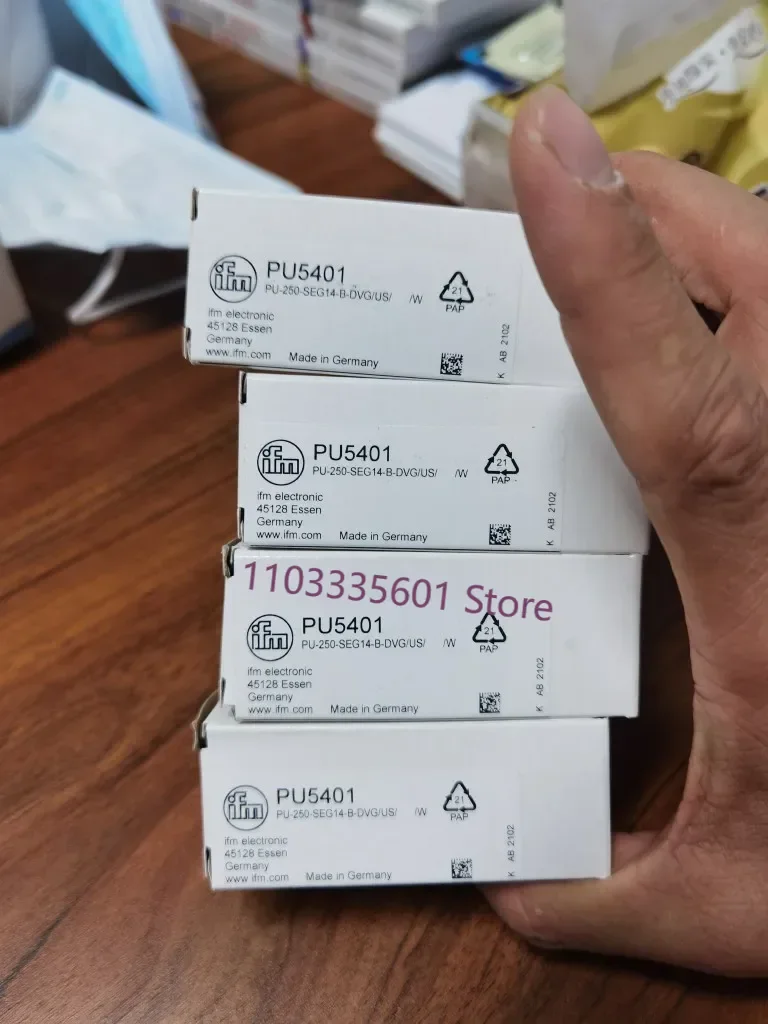 ifm
PU5401
PU-250-SEG14-B-DVG/US/ /W
21
PAP
ifm electronic
45128 Essen
Germany
www.ifm.com Made in Germany
K AB 2102
ifm
PU5401
PU-250-SEG14-B-DVG/US/ /W
21
PAP
ifm electronic
45128 Essen
Germany
www.ifm.com Made in Germany
K AB 2102
1103335601 Store
ifm
PU5401
PU-250-SEG14-B-DVG/US/ /W
21
PAP
ifm electronic
45128 Essen
Germany
www.ifm.com Made in Germany
K AB 2102
ifm
PU5401
PU-250-SEG14-B-DVG/US/ /W
21
PAP
ifm electronic
45128 Essen
Germany
www.ifm.com Made in Germany
K AB 2102